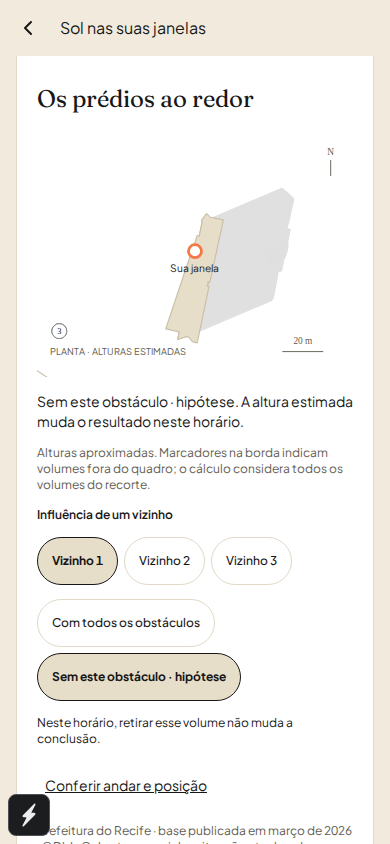 Sol nas suas janelas
Os prédios ao redor
N
Sua janela
3
20 m
PLANTA · ALTURAS ESTIMADAS
Sem este obstáculo · hipótese. A altura estimada
muda o resultado neste horário.
Alturas aproximadas. Marcadores na borda indicam
volumes fora do quadro; o cálculo considera todos os
volumes do recorte.
Influência de um vizinho
Vizinho 1 Vizinho 2 Vizinho 3
Com todos os obstáculos
Sem este obstáculo · hipótese
Neste horário, retirar esse volume não muda a
conclusão.
Conferir andar e posição
refeitura do Recife · base publicada em março de 2026